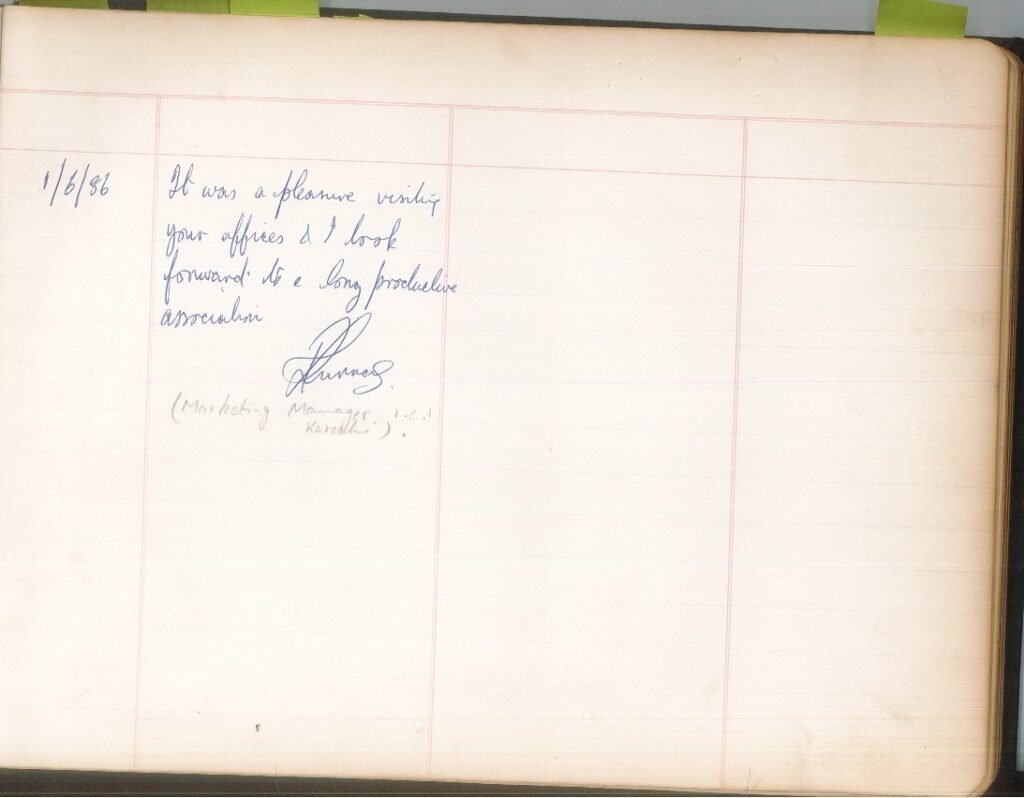 1/6/86
It was a pleasure visiting
your offices & I look
forward to a long productive
association
(Marketing Manager I.C.I
Karachi).